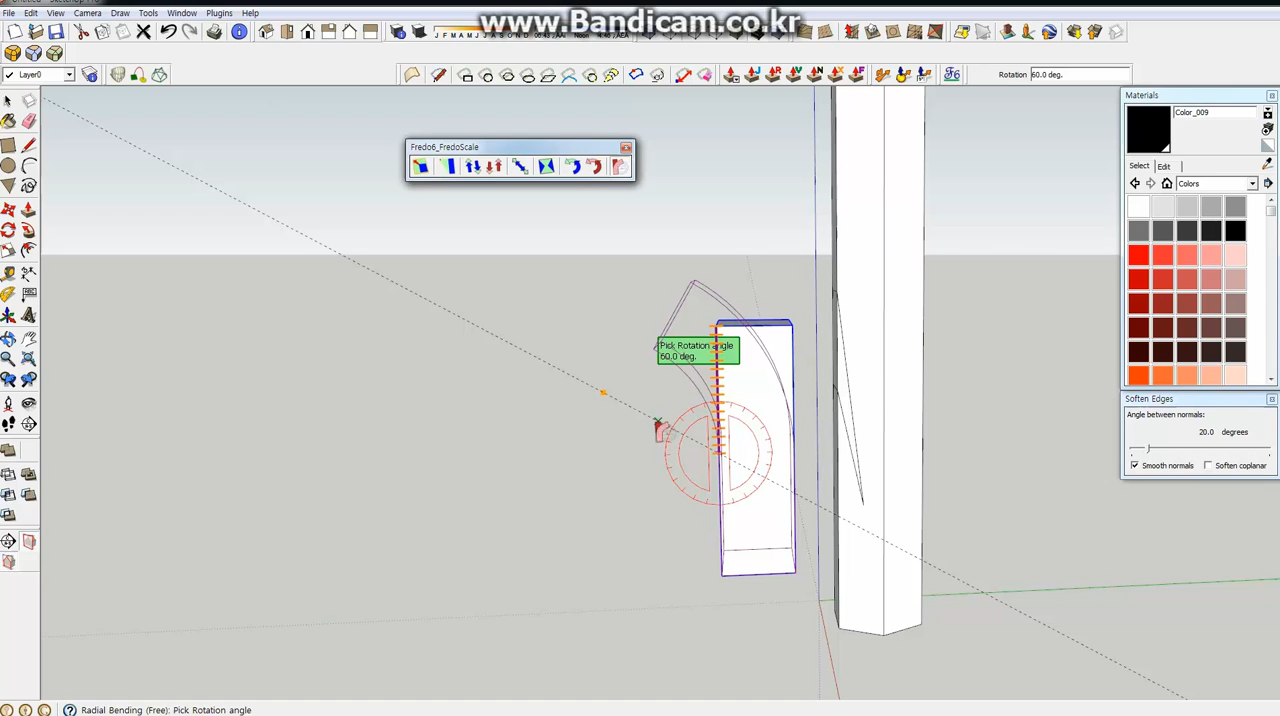 www.Bandicam.co.kr
File Edit View Camera Draw Tools Window Plugins Help
J F M A M J J A S O N D
Layer0
Rotation 60.0 deg.
Fredo6_FredoScale
Materials
Color_009
Select Edit
Colors
Pick Rotation angle
60.0 deg.
Soften Edges
Angle between normals:
20.0 degrees
Smooth normals Soften coplanar
Radial Bending (Free): Pick Rotation angle